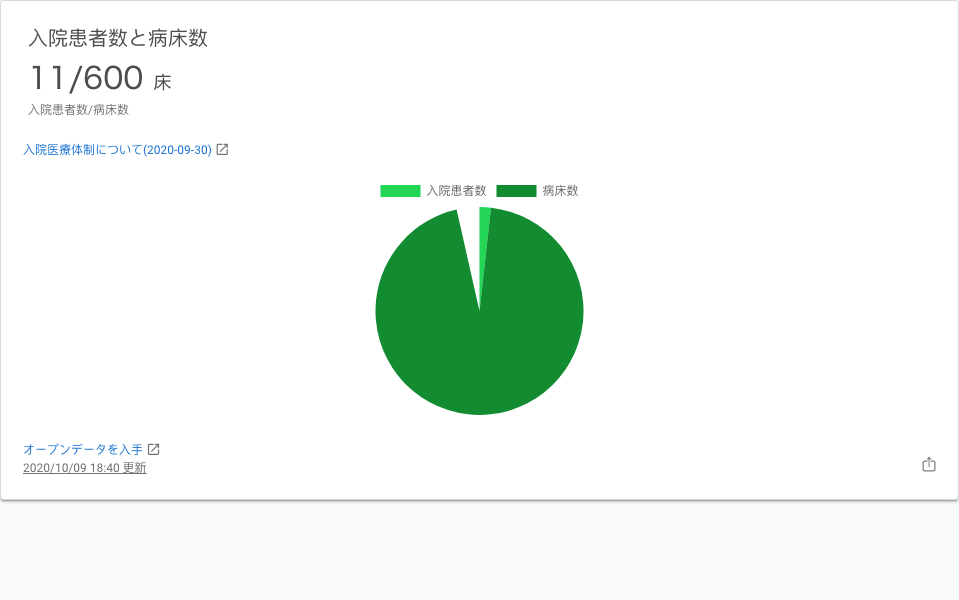 入院患者数と病床数
11/600 床
入院患者数/病床数
入院医療体制について(2020-09-30)
入院患者数 病床数
オープンデータを入手
2020/10/09 18:40 更新